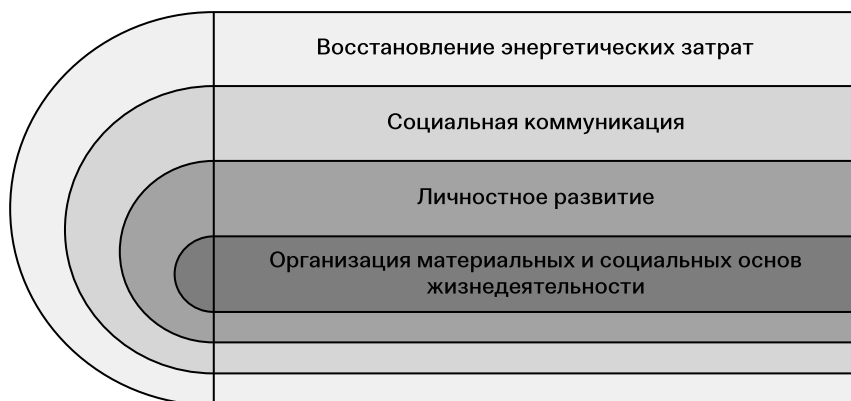 Восстановление энергетических затрат
Социальная коммуникация
Личностное развитие
Организация материальных и социальных основ
жизнедеятельности